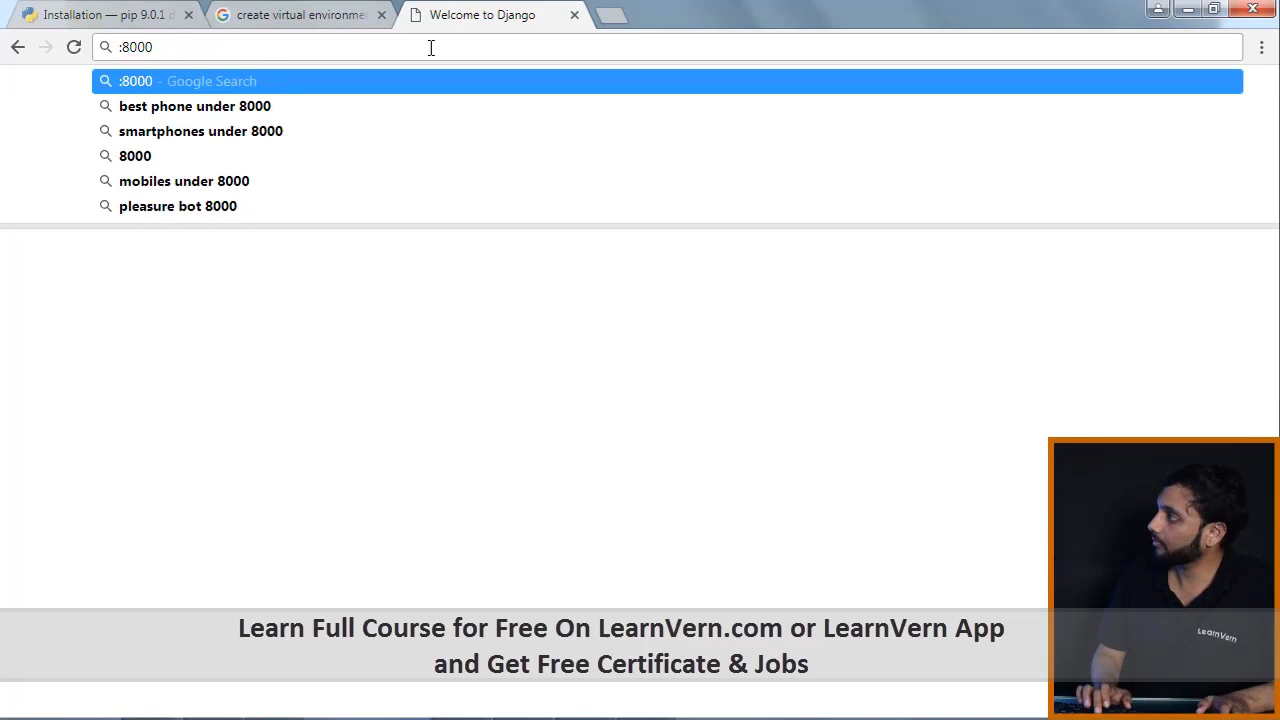 Installation — pip 9.0.1 d
create virtual environme
Welcome to Django
:8000
:8000 - Google Search
best phone under 8000
smartphones under 8000
8000
mobiles under 8000
pleasure bot 8000
LearnVern
Learn Full Course for Free On LearnVern.com or LearnVern App
and Get Free Certificate & Jobs